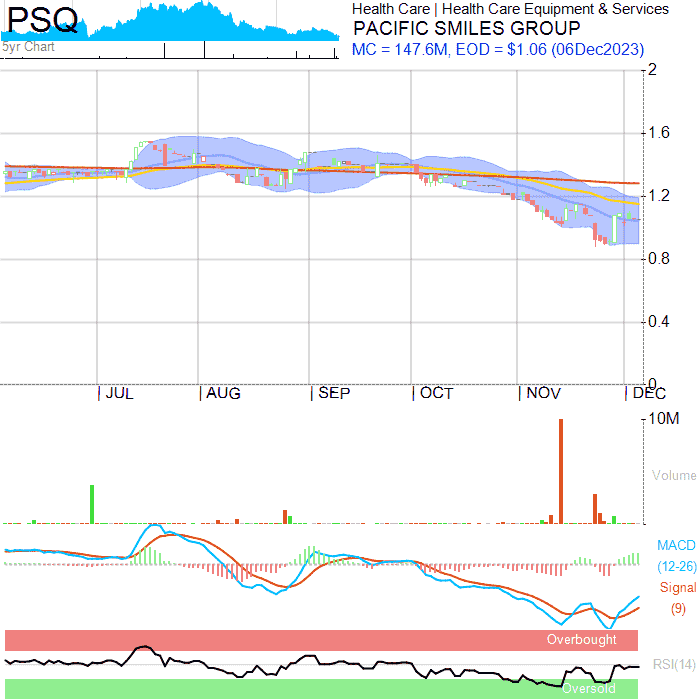 PSQ
5yr Chart
Health Care | Health Care Equipment & Services
PACIFIC SMILES GROUP
MC = 147.6M, EOD = $1.06 (06Dec2023)
2
1.6
1.2
0.8
0.4
0
| JUL
| AUG
| SEP
| OCT
| NOV
| DEC
10M
Volume
MACD
(12-26)
Signal
(9)
Overbought
RSI(14)
Oversold